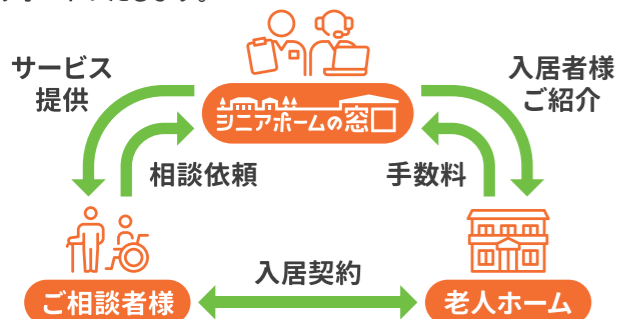 サービス
提供
入居者様
ご紹介
シニアホームの窓口
相談依頼
手数料
入居契約
ご相談者様
老人ホーム